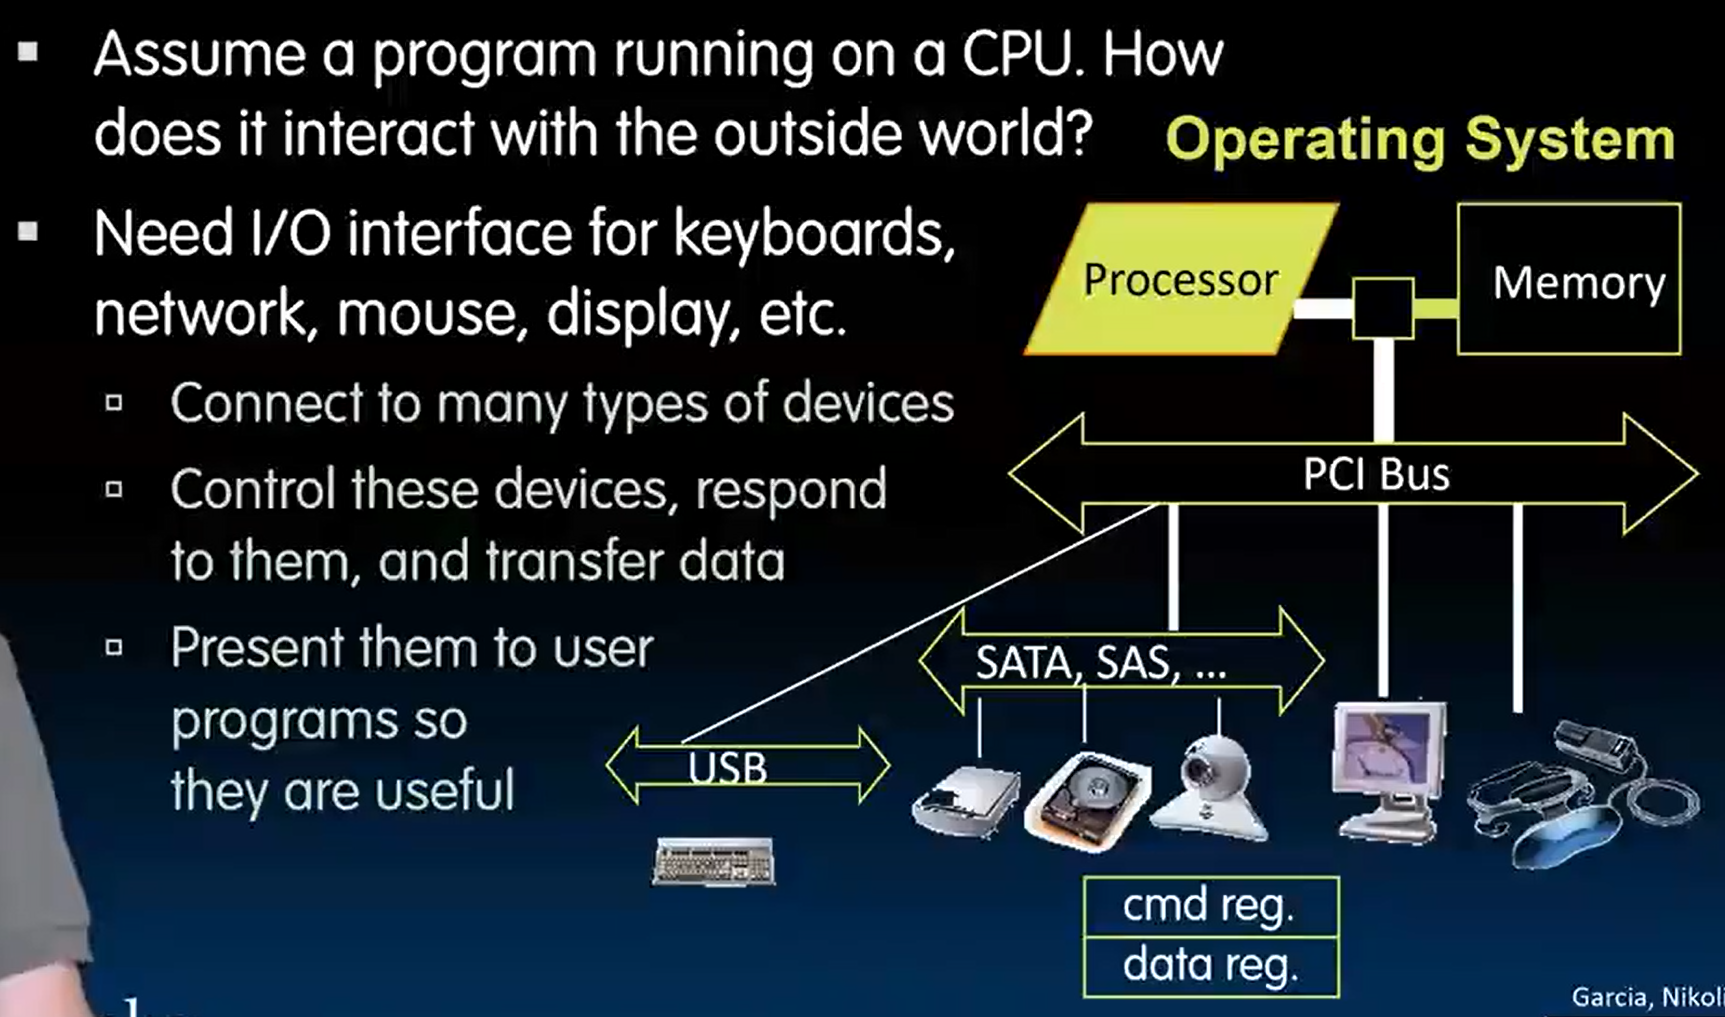 Assume a program running on a CPU. How
does it interact with the outside world?
Operating System
Need I/O interface for keyboards,
network, mouse, display, etc.
Connect to many types of devices
Control these devices, respond
to them, and transfer data
Present them to user
programs so
they are useful
Processor
Memory
PCI Bus
SATA, SAS, ...
USB
cmd reg.
data reg.
Garcia,